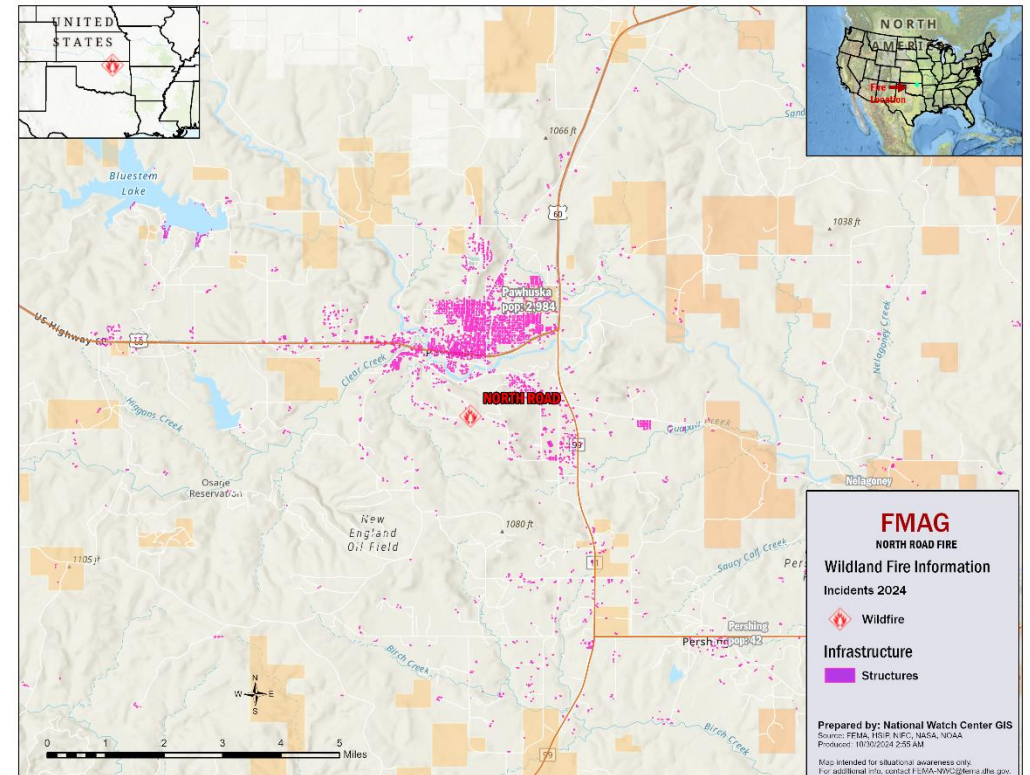 UNITED
STATES
NORTH
AMERICA
Fire
Location
1066 ft
Bluestem
Lake
60
1038 ft
Pawhuska
pop: 2,984
US Highway 60
Clear Creek
Nelagoney Creek
NORTH ROAD
Higgans Creek
99
Nelagoney
Osage
Reservation
New
England
Oil Field
1080 ft
1105 ft
11
Saucy Calf Creek
Pershing
pop: 42
Pershing
Birch Creek
Birch Creek
99
N
W
E
S
0
1
2
3
4
5
Miles
FMAG
NORTH ROAD FIRE
Wildland Fire Information
Incidents 2024
Wildfire
Infrastructure
Structures
Prepared by: National Watch Center GIS
Source: FEMA, HSIP, NIFC, NASA, NOAA
Produced: 10/30/2024 2:55 AM
Map intended for situational awareness only.
For additional info, contact FEMA-NWC@fema.dhs.gov.